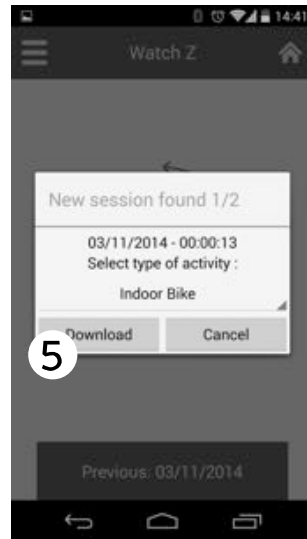 14:41
Watch Z
New session found 1/2
03/11/2014 - 00:00:13
Select type of activity :
Indoor Bike
Download Cancel
5
Previous: 03/11/2014